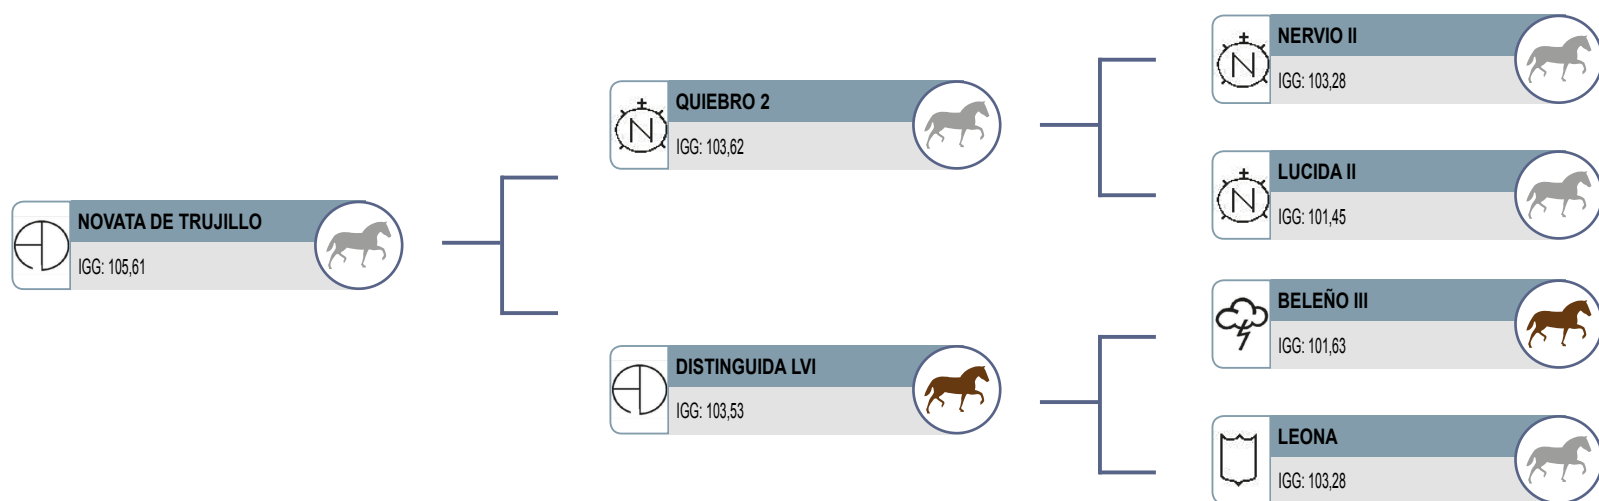 NERVIO II
IGG: 103,28
QUIEBRO 2
IGG: 103,62
LUCIDA II
IGG: 101,45
NOVATA DE TRUJILLO
IGG: 105,61
BELEÑO III
IGG: 101,63
DISTINGUIDA LVI
IGG: 103,53
LEONA
IGG: 103,28
N
N
N